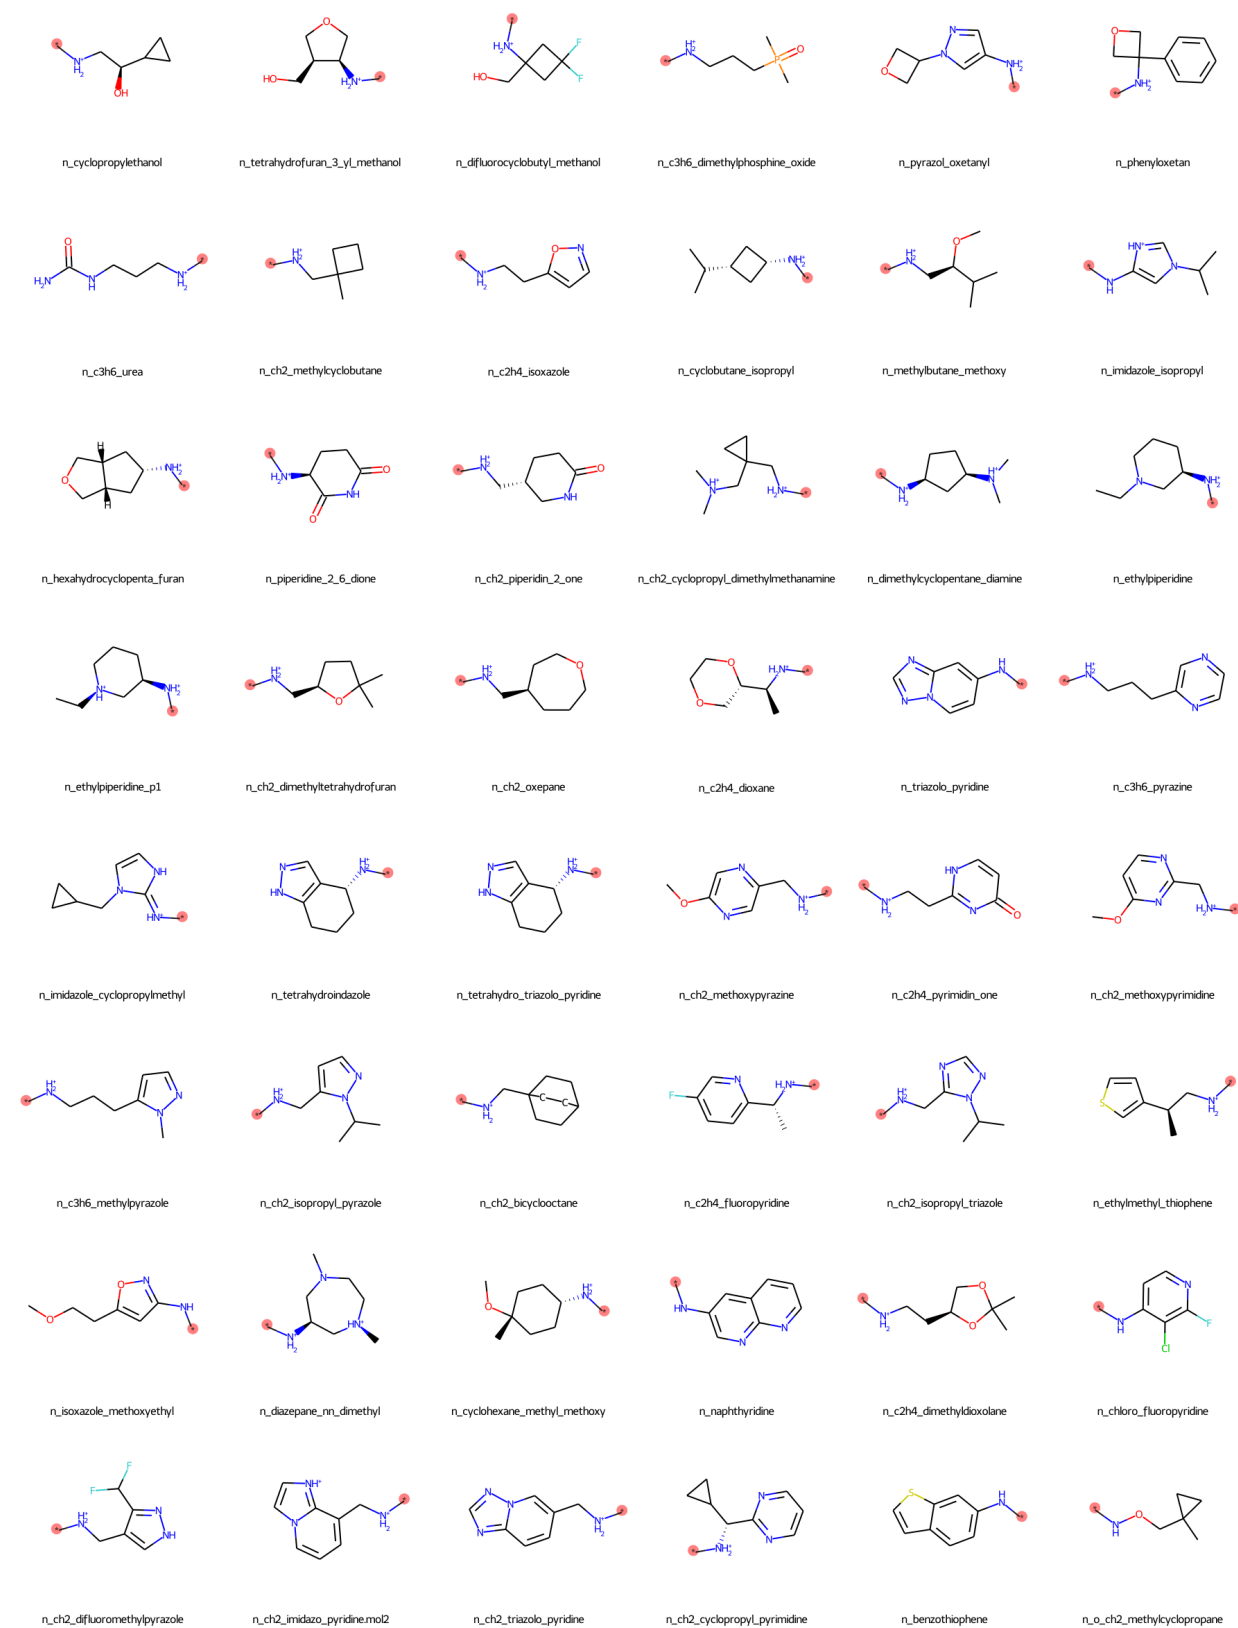 n_cyclopropylethanol
n_tetrahydrofuran_3_yl_methanol
n_difluorocyclobutyl_methanol
n_c3h6_dimethylphosphine_oxide
n_pyrazol_oxetanyl
n_phenyloxetan
n_c3h6_urea
n_ch2_methylcyclobutane
n_c2h4_isoxazole
n_cyclobutane_isopropyl
n_methylbutane_methoxy
n_imidazole_isopropyl
n_hexahydrocyclopenta_furan
n_piperidine_2_6_dione
n_ch2_piperidin_2_one
n_ch2_cyclopropyl_dimethylmethanamine
n_dimethylcyclopentane_diamine
n_ethylpiperidine
n_ethylpiperidine_p1
n_ch2_dimethyltetrahydrofuran
n_ch2_oxepane
n_c2h4_dioxane
n_triazolo_pyridine
n_c3h6_pyrazine
n_imidazole_cyclopropylmethyl
n_tetrahydroindazole
n_tetrahydro_triazolo_pyridine
n_ch2_methoxypyrazine
n_c2h4_pyrimidin_one
n_ch2_methoxypyrimidine
n_c3h6_methylpyrazole
n_ch2_isopropyl_pyrazole
n_ch2_bicyclooctane
n_c2h4_fluoropyridine
n_ch2_isopropyl_triazole
n_ethylmethyl_thiophene
n_isoxazole_methoxyethyl
n_diazepane_nn_dimethyl
n_cyclohexane_methyl_methoxy
n_naphthyridine
n_c2h4_dimethyldioxolane
n_chloro_fluoropyridine
n_ch2_difluoromethylpyrazole
n_ch2_imidazo_pyridine.mol2
n_ch2_triazolo_pyridine
n_ch2_cyclopropyl_pyrimidine
n_benzothiophene
n_o_ch2_methylcyclopropane